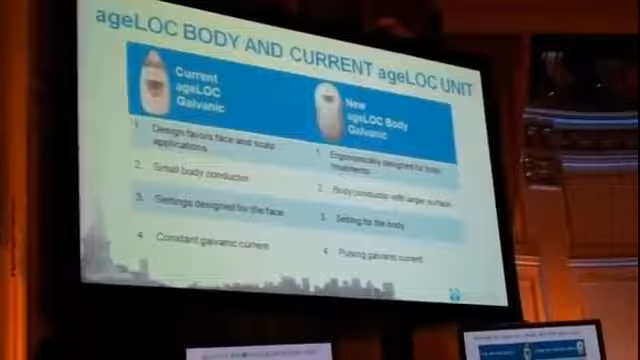 ageLOC BODY AND CURRENT ageLOC UNIT
Current
ageLOC
Galvanic
New
ageLOC Body
Galvanic
1. Design favors face and scalp
applications
2. Small body conductor
3. Settings designed for the face
4. Constant galvanic current
1. Ergonomically designed for body
treatments
2. Body conductor with larger surface
3. Setting for the body
4. Pulsing galvanic current